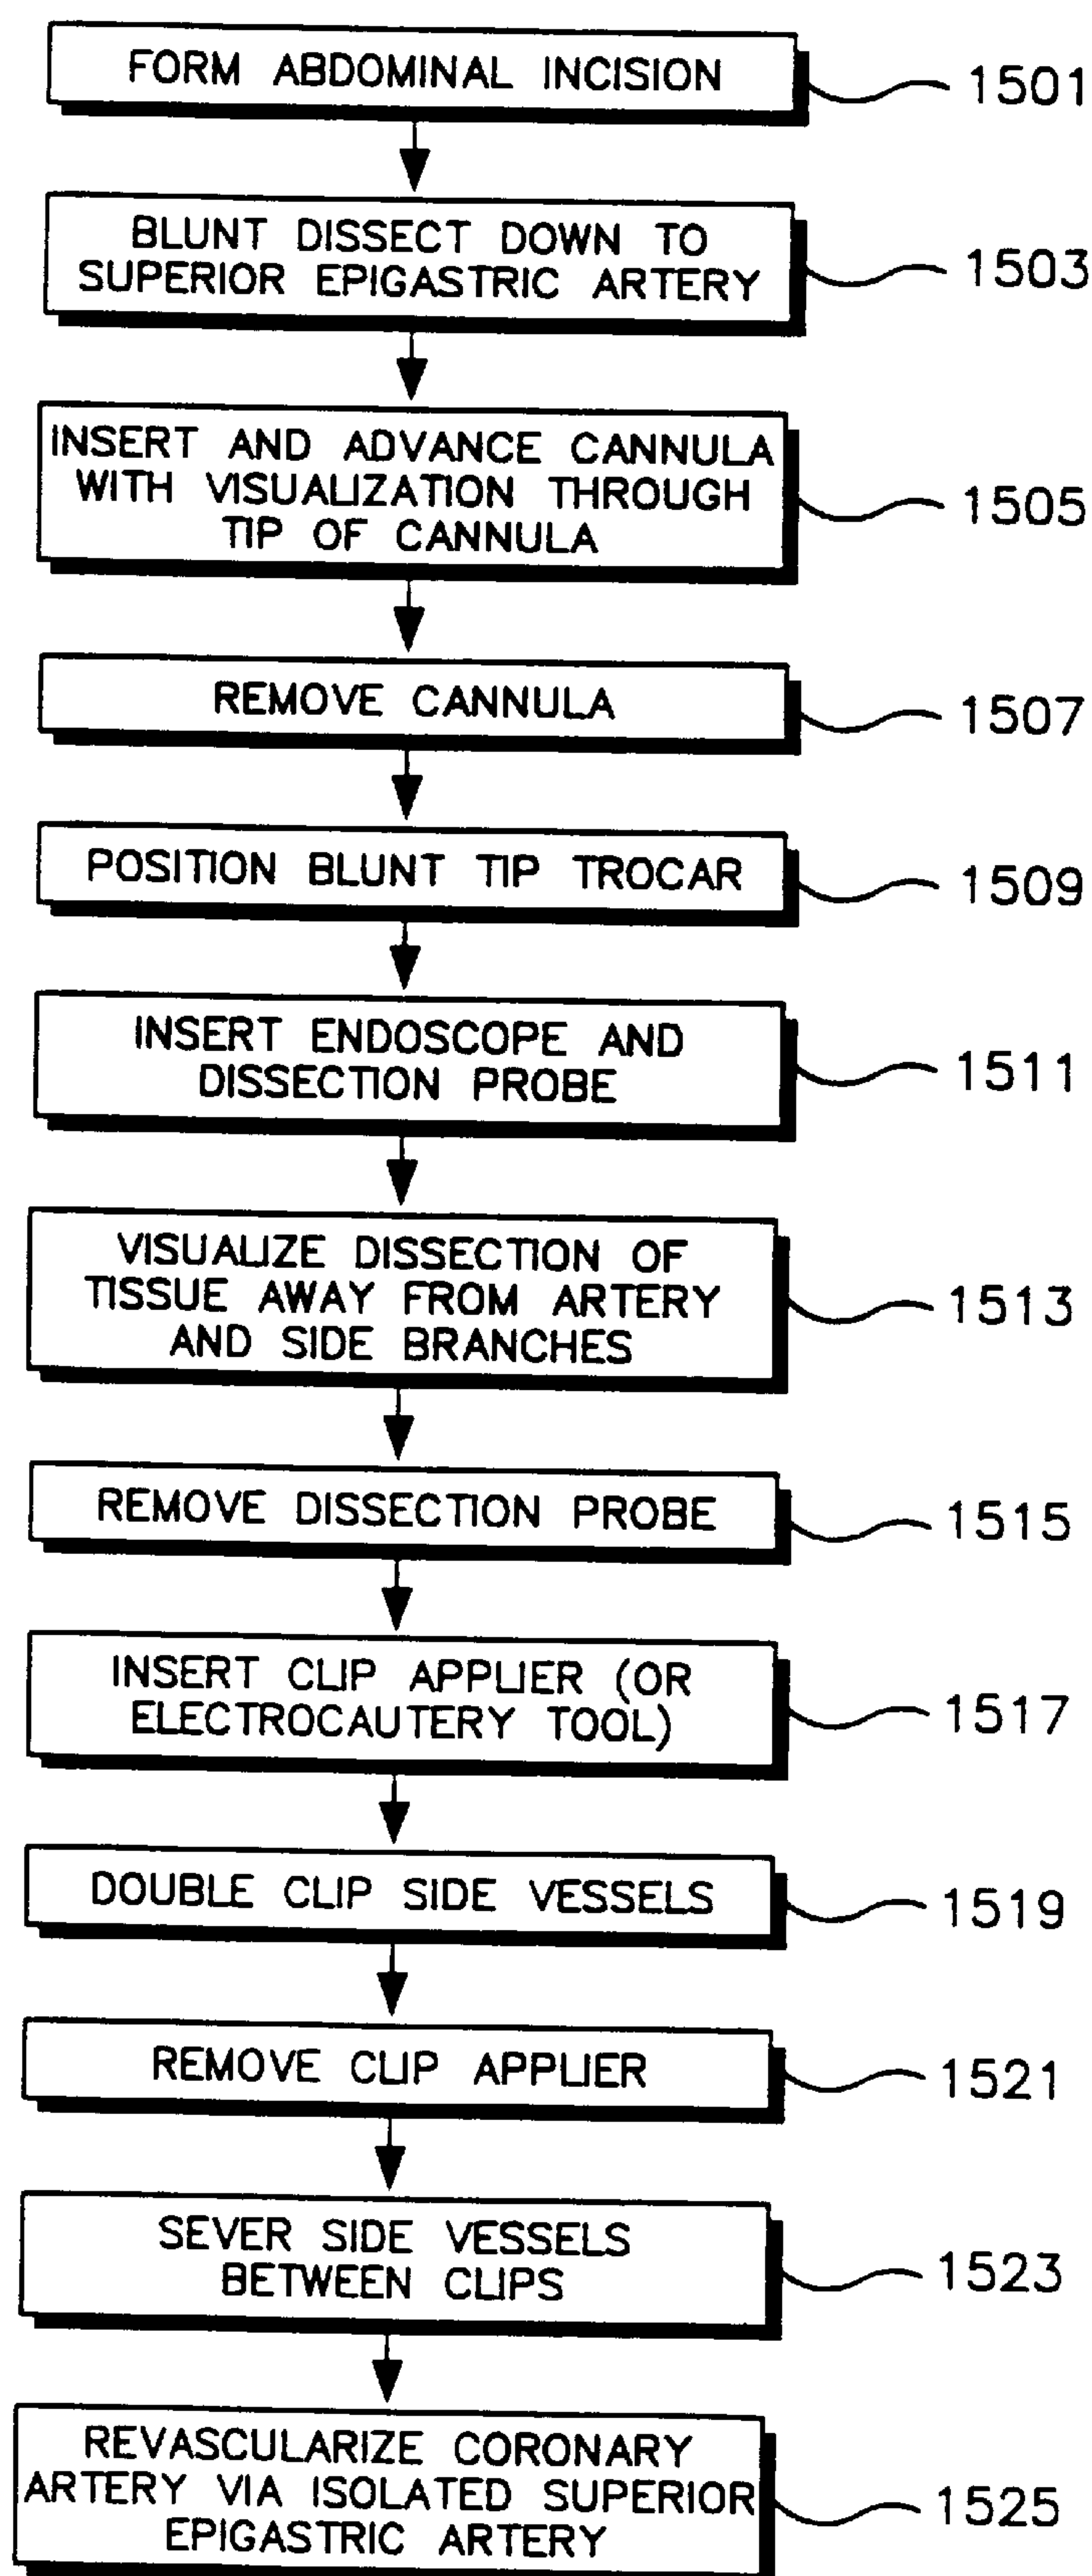 FORM ABDOMINAL INCISION
1501
BLUNT DISSECT DOWN TO
SUPERIOR EPIGASTRIC ARTERY
1503
INSERT AND ADVANCE CANNULA
WITH VISUALIZATION THROUGH
TIP OF CANNULA
1505
REMOVE CANNULA
1507
POSITION BLUNT TIP TROCAR
1509
INSERT ENDOSCOPE AND
DISSECTION PROBE
1511
VISUALIZE DISSECTION OF
TISSUE AWAY FROM ARTERY
AND SIDE BRANCHES
1513
REMOVE DISSECTION PROBE
1515
INSERT CLIP APPLIER (OR
ELECTROCAUTERY TOOL)
1517
DOUBLE CLIP SIDE VESSELS
1519
REMOVE CLIP APPLIER
1521
SEVER SIDE VESSELS
BETWEEN CLIPS
1523
REVASCULARIZE CORONARY
ARTERY VIA ISOLATED SUPERIOR
EPIGASTRIC ARTERY
1525